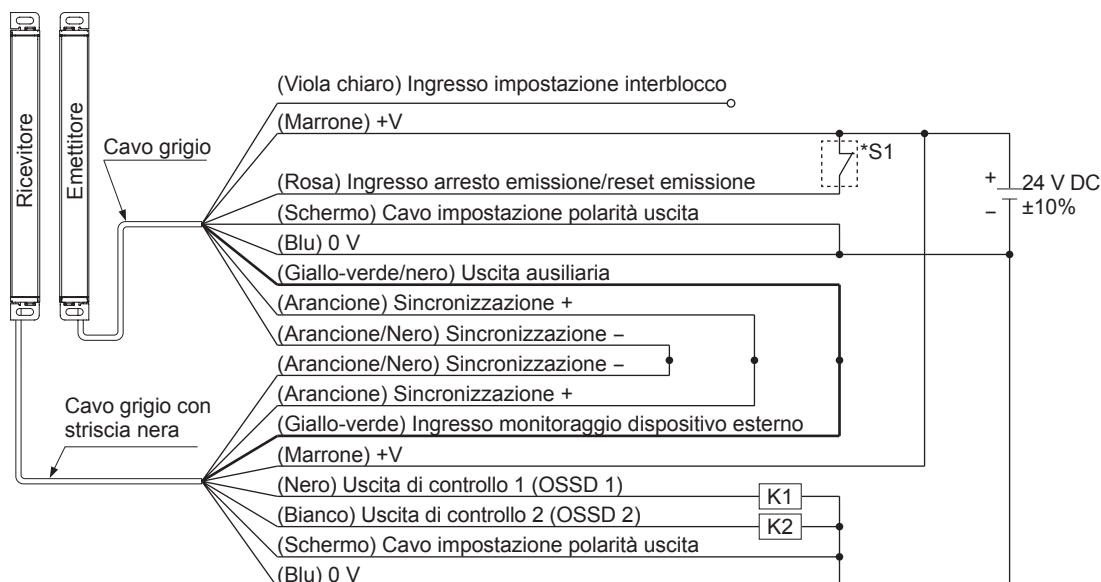 Ricevitore
Emettitore
Cavo grigio
(Viola chiaro) Ingresso impostazione interblocco
(Marrone) +V
*S1
(Rosa) Ingresso arresto emissione/reset emissione
+
24 V DC
–
±10%
(Schermo) Cavo impostazione polarità uscita
(Blu) 0 V
(Giallo-verde/nero) Uscita ausiliaria
(Arancione) Sincronizzazione +
(Arancione/Nero) Sincronizzazione –
(Arancione/Nero) Sincronizzazione –
(Arancione) Sincronizzazione +
Cavo grigio con
striscia nera
(Giallo-verde) Ingresso monitoraggio dispositivo esterno
(Marrone) +V
(Nero) Uscita di controllo 1 (OSSD 1)
K1
(Bianco) Uscita di controllo 2 (OSSD 2)
K2
(Schermo) Cavo impostazione polarità uscita
(Blu) 0 V